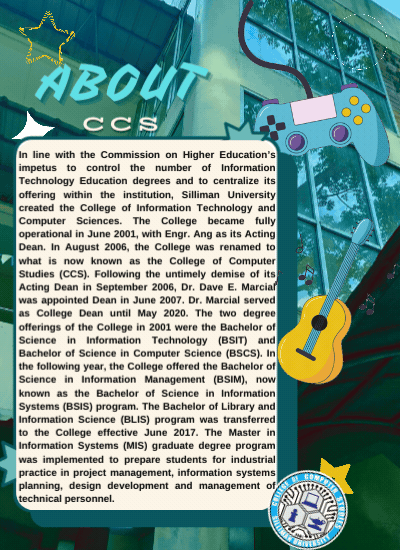 ABOUT
CCS
In line with the Commission on Higher Education's
impetus to control the number of Information
Technology Education degrees and to centralize its
offering within the institution, Silliman University
created the College of Information Technology and
Computer Sciences. The College became fully
operational in June 2001, with Engr. Ang as its Acting
Dean. In August 2006, the College was renamed to
what is now known as the College of Computer
Studies (CCS). Following the untimely demise of its
Acting Dean in September 2006, Dr. Dave E. Marcial
was appointed Dean in June 2007. Dr. Marcial served
as College Dean until May 2020. The two degree
offerings of the College in 2001 were the Bachelor of
Science in Information Technology (BSIT) and
Bachelor of Science in Computer Science (BSCS). In
the following year, the College offered the Bachelor of
Science in Information Management (BSIM), now
known as the Bachelor of Science in Information
Systems (BSIS) program. The Bachelor of Library and
Information Science (BLIS) program was transferred
to the College effective June 2017. The Master in
Information Systems (MIS) graduate degree program
was implemented to prepare students for industrial
practice in project management, information systems
planning, design development and management of
technical personnel.
COLLEGE OF COMPUTER STUDIES
SILLIMAN UNIVERSITY